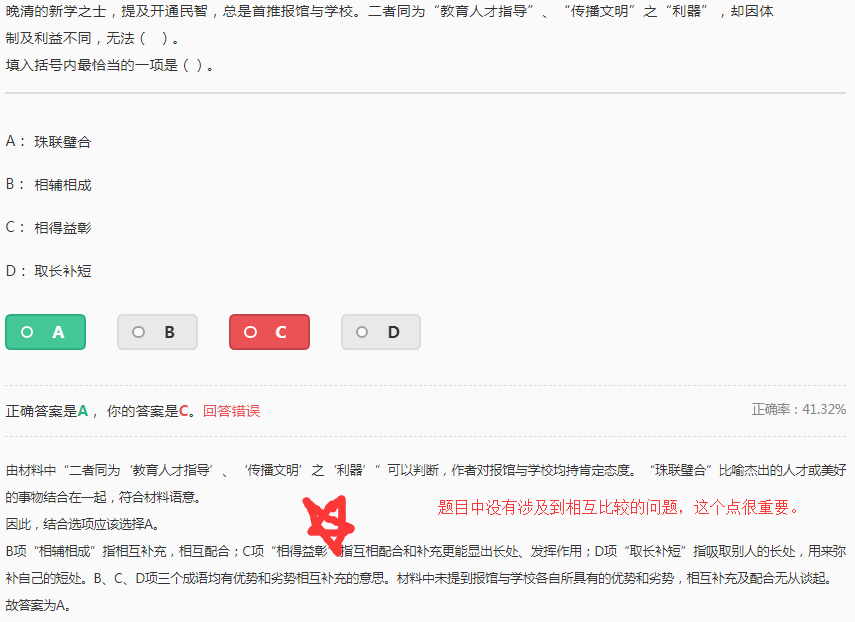 晚清的新学之士，提及开通民智，总是首推报馆与学校。二者同为“教育人才指导”、“传播文明”之“利器”，却因体
制及利益不同，无法（　）。
填入括号内最恰当的一项是（ ）。
A： 珠联璧合
B： 相辅相成
C： 相得益彰
D： 取长补短
A B C D
正确答案是A， 你的答案是C。回答错误 正确率：41.32%
由材料中“二者同为‘教育人才指导’、‘传播文明’之‘利器’”可以判断，作者对报馆与学校均持肯定态度。“珠联璧合”比喻杰出的人才或美好
的事物结合在一起，符合材料语意。
题目中没有涉及到相互比较的问题，这个点很重要。
因此，结合选项应该选择A。
B项“相辅相成”指相互补充，相互配合；C项“相得益彰”指互相配合和补充更能显出长处、发挥作用；D项“取长补短”指吸取别人的长处，用来弥
补自己的短处。B、C、D项三个成语均有优势和劣势相互补充的意思。材料中未提到报馆与学校各自所具有的优势和劣势，相互补充及配合无从谈起。
故答案为A。